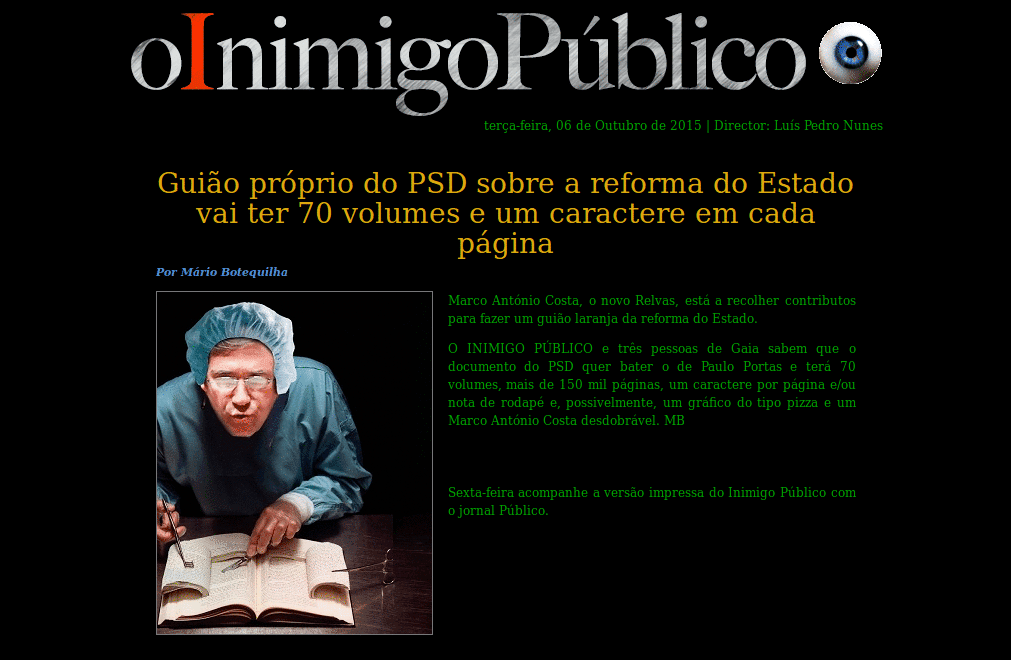 oInimigoPúblico
terça-feira, 06 de Outubro de 2015 | Director: Luís Pedro Nunes
Guião próprio do PSD sobre a reforma do Estado
vai ter 70 volumes e um caractere em cada
página
Por Mário Botequilha
Marco António Costa, o novo Relvas, está a recolher contributos
para fazer um guião laranja da reforma do Estado.
O INIMIGO PÚBLICO e três pessoas de Gaia sabem que o
documento do PSD quer bater o de Paulo Portas e terá 70
volumes, mais de 150 mil páginas, um caractere por página e/ou
nota de rodapé e, possivelmente, um gráfico do tipo pizza e um
Marco António Costa desdobrável. MB
Sexta-feira acompanhe a versão impressa do Inimigo Público com
o jornal Público.